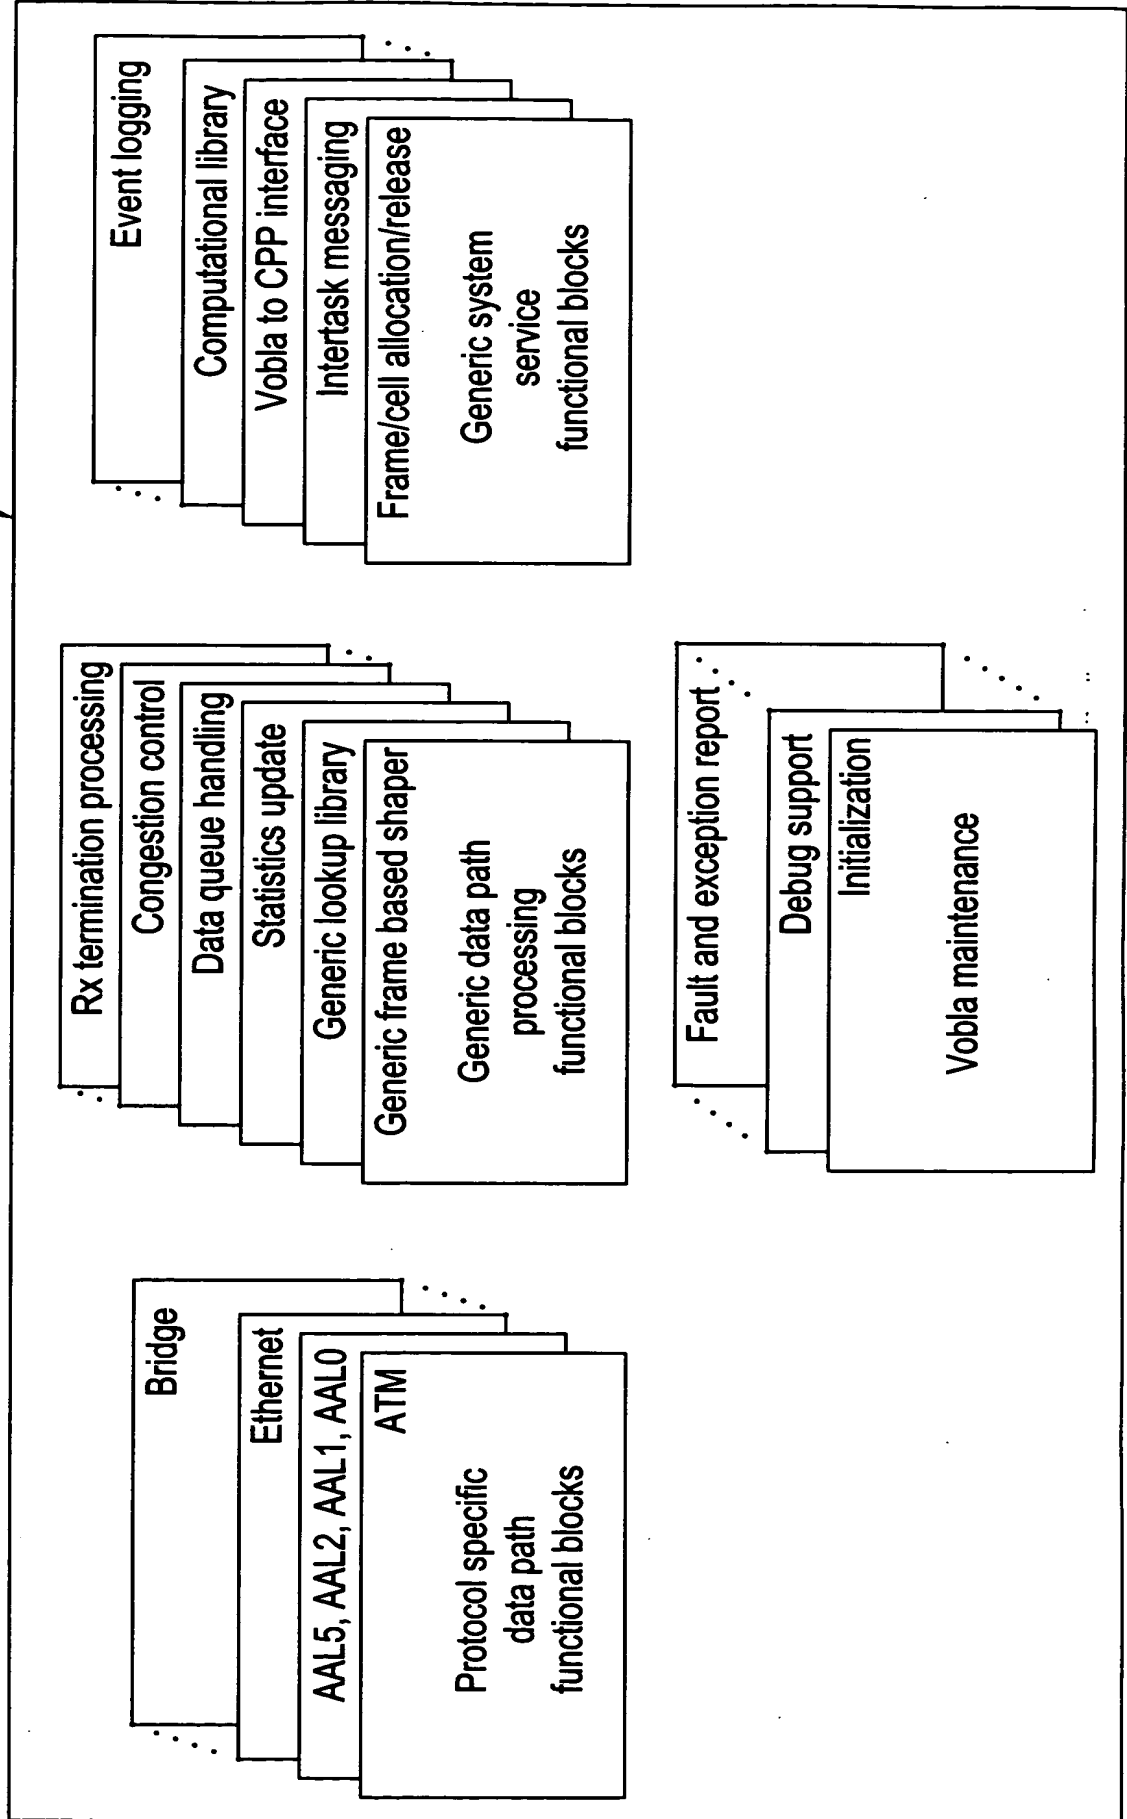 Bridge
Ethernet
AAL5, AAL2, AAL1, AAL0
ATM
Protocol specific
data path
functional blocks
Rx termination processing
Congestion control
Data queue handling
Statistics update
Generic lookup library
Generic frame based shaper
Generic data path
processing
functional blocks
Event logging
Computational library
Vobla to CPP interface
Intertask messaging
Frame/cell allocation/release
Generic system
service
functional blocks
Fault and exception report
Debug support
Initialization
Vobla maintenance